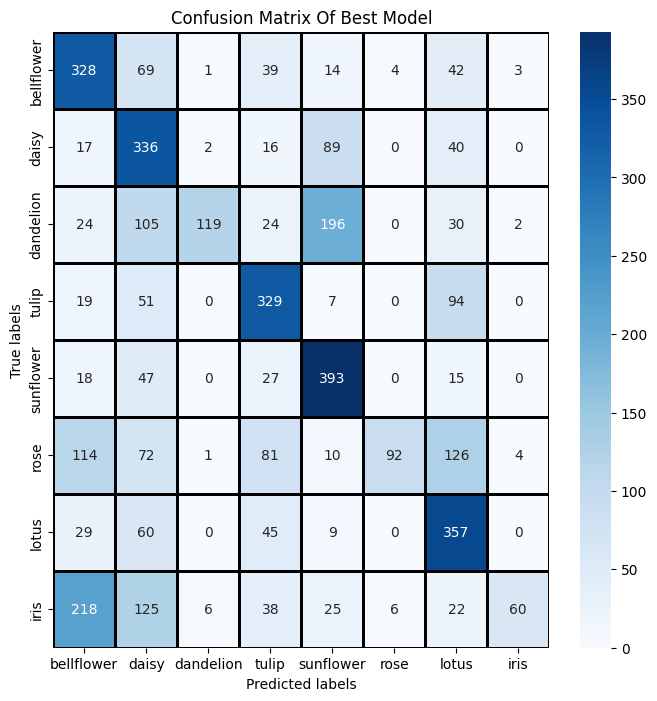 Confusion Matrix Of Best Model
bellflower 328 69 1 39 14 4 42 3
daisy 17 336 2 16 89 0 40 0
dandelion 24 105 119 24 196 0 30 2
tulip 19 51 0 329 7 0 94 0
sunflower 18 47 0 27 393 0 15 0
rose 114 72 1 81 10 92 126 4
lotus 29 60 0 45 9 0 357 0
iris 218 125 6 38 25 6 22 60
True labels
bellflower daisy dandelion tulip sunflower rose lotus iris
Predicted labels
350
300
250
200
150
100
50
0